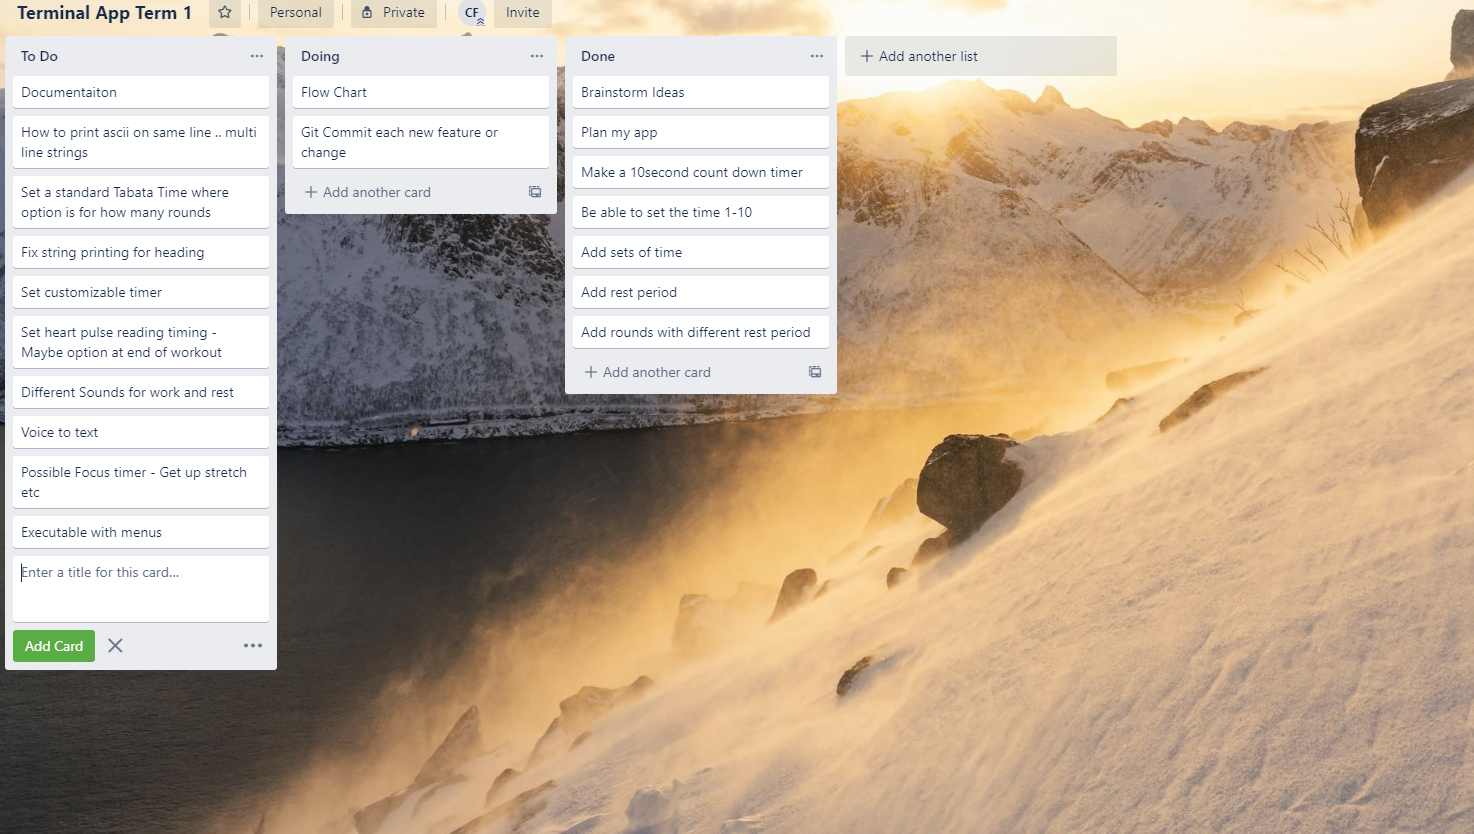 Terminal App Term 1
Personal
Private
CF
Invite
To Do
Documentaiton
How to print ascii on same line .. multi
line strings
Set a standard Tabata Time where
option is for how many rounds
Fix string printing for heading
Set customizable timer
Set heart pulse reading timing -
Maybe option at end of workout
Different Sounds for work and rest
Voice to text
Possible Focus timer - Get up stretch
etc
Executable with menus
Enter a title for this card...
Add Card
Doing
Flow Chart
Git Commit each new feature or
change
Add another card
Done
Brainstorm Ideas
Plan my app
Make a 10second count down timer
Be able to set the time 1-10
Add sets of time
Add rest period
Add rounds with different rest period
Add another card
Add another list